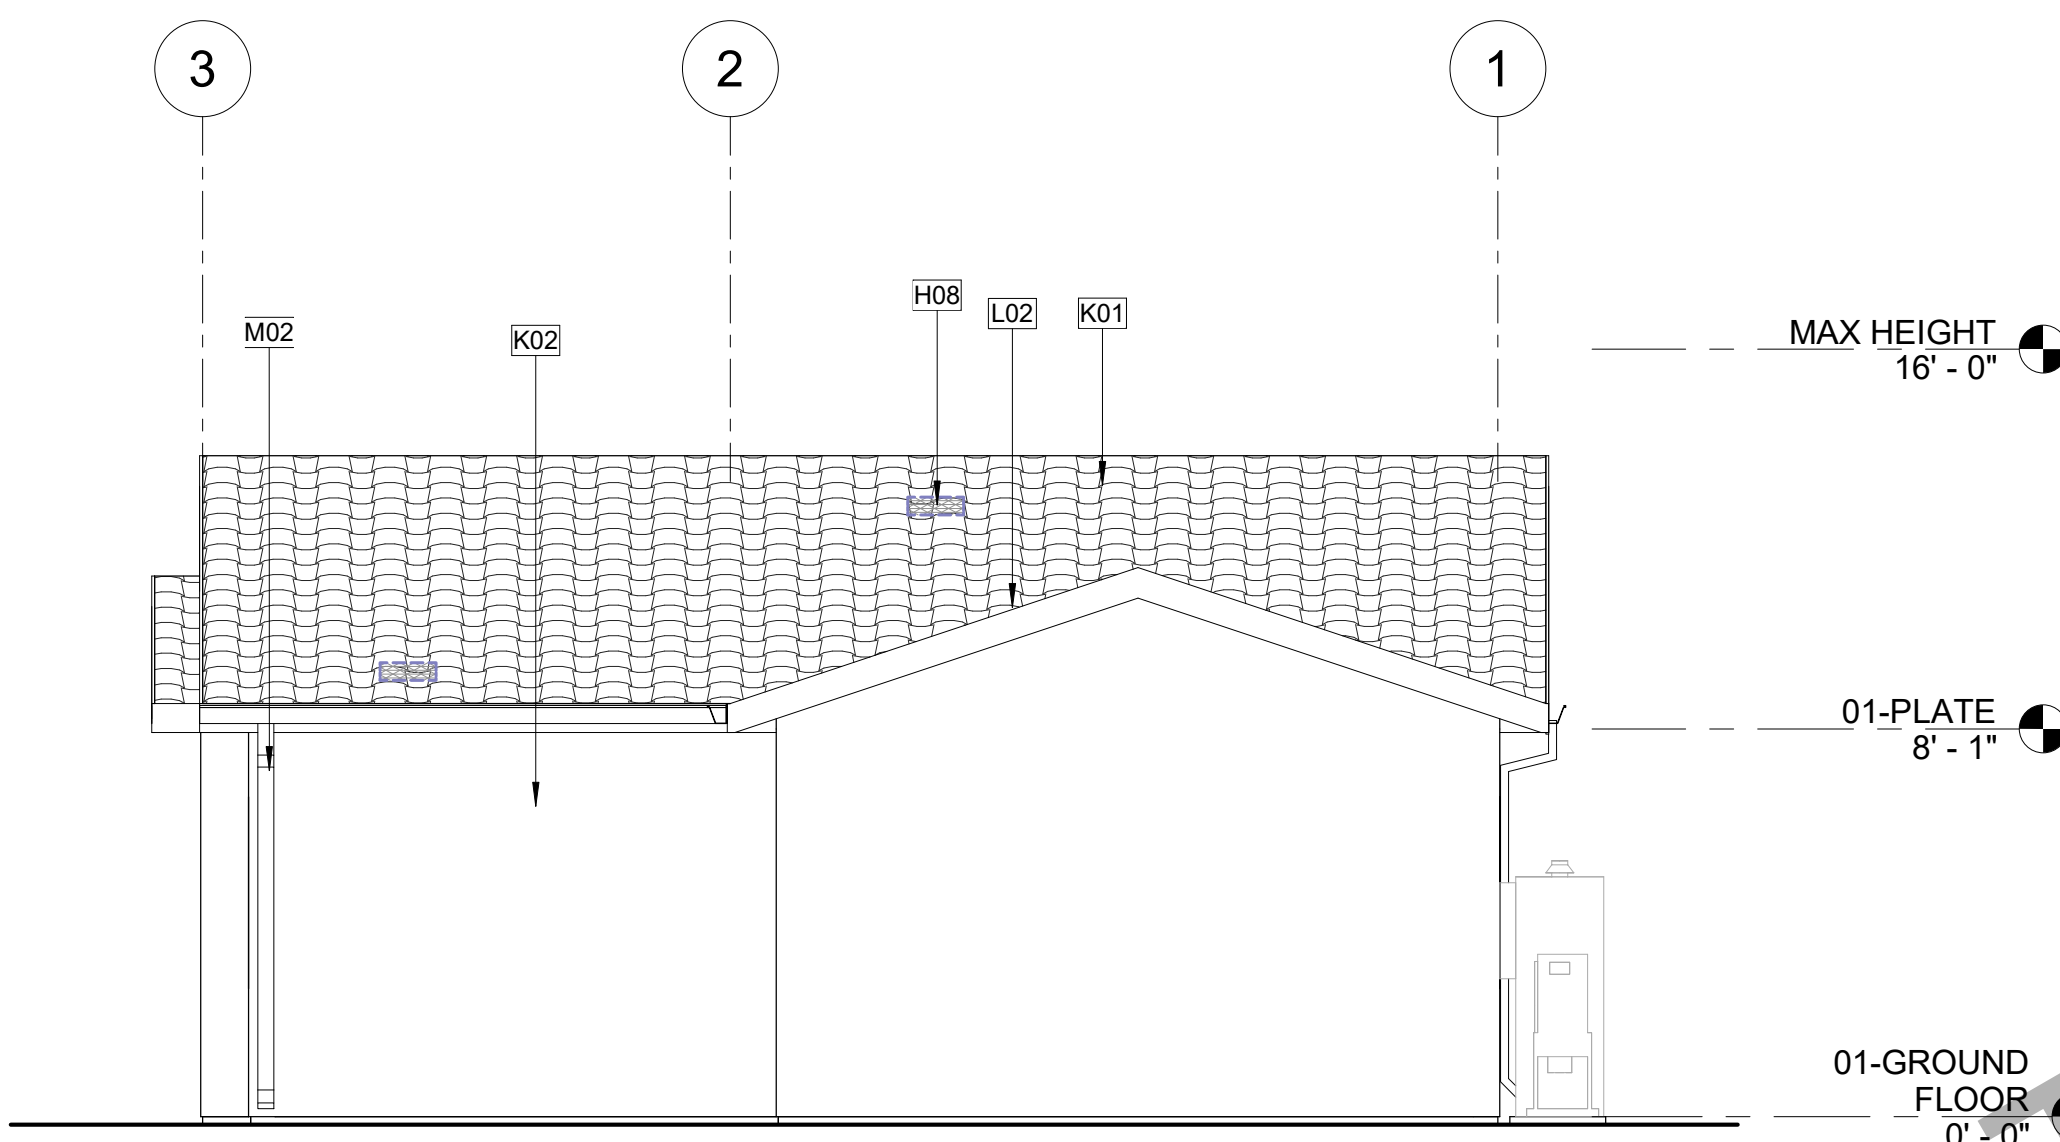 3
2
1
H08
L02
K01
M02
K02
MAX HEIGHT
16' - 0"
01-PLATE
8' - 1"
01-GROUND
FLOOR
0' - 0"